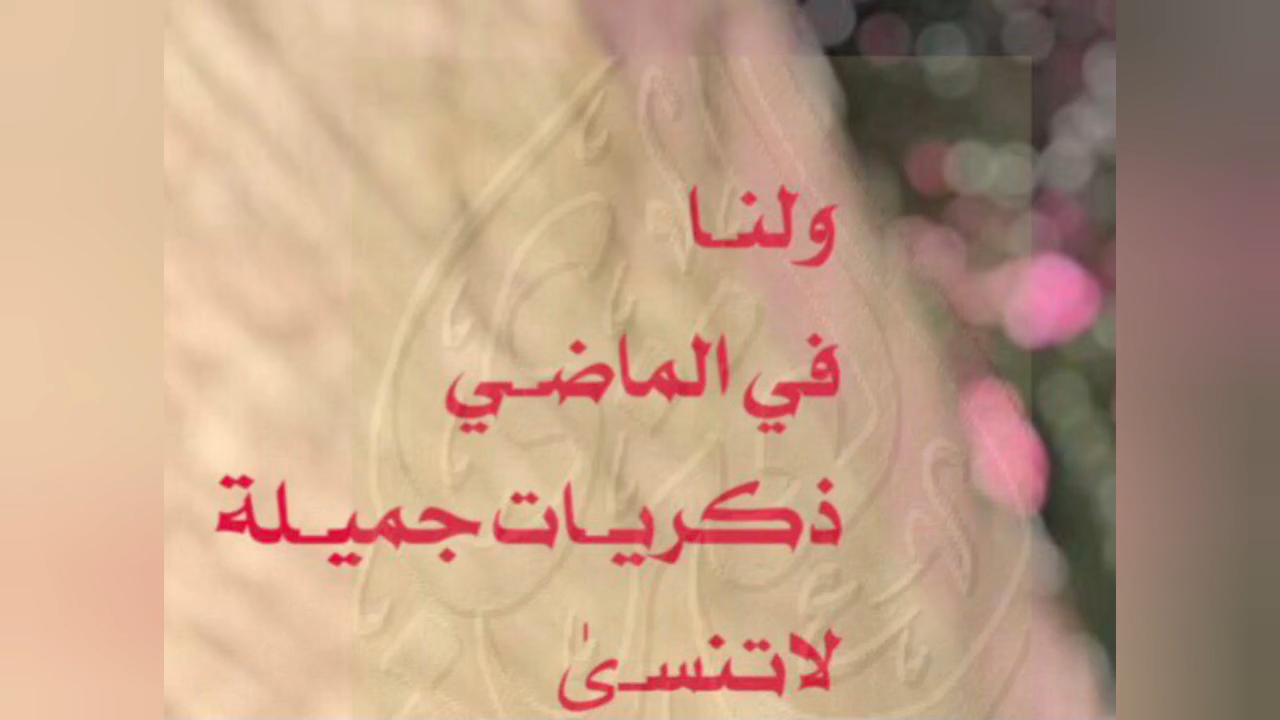 ولنا
في الماضي
ذكريات جميلة
لاتنسىٰ